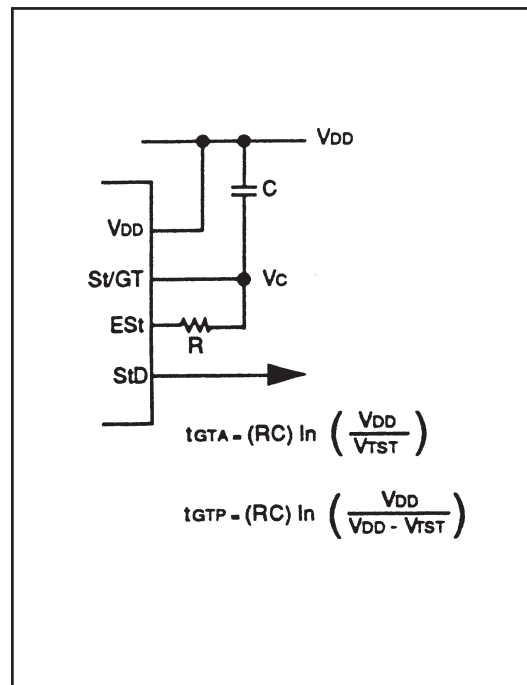 VDD
C
VDD
St/GT
VC
ESt
R
StD
tGTA = (RC) ln ( VDD / VTST )
tGTP = (RC) ln ( VDD / VDD - VTST )